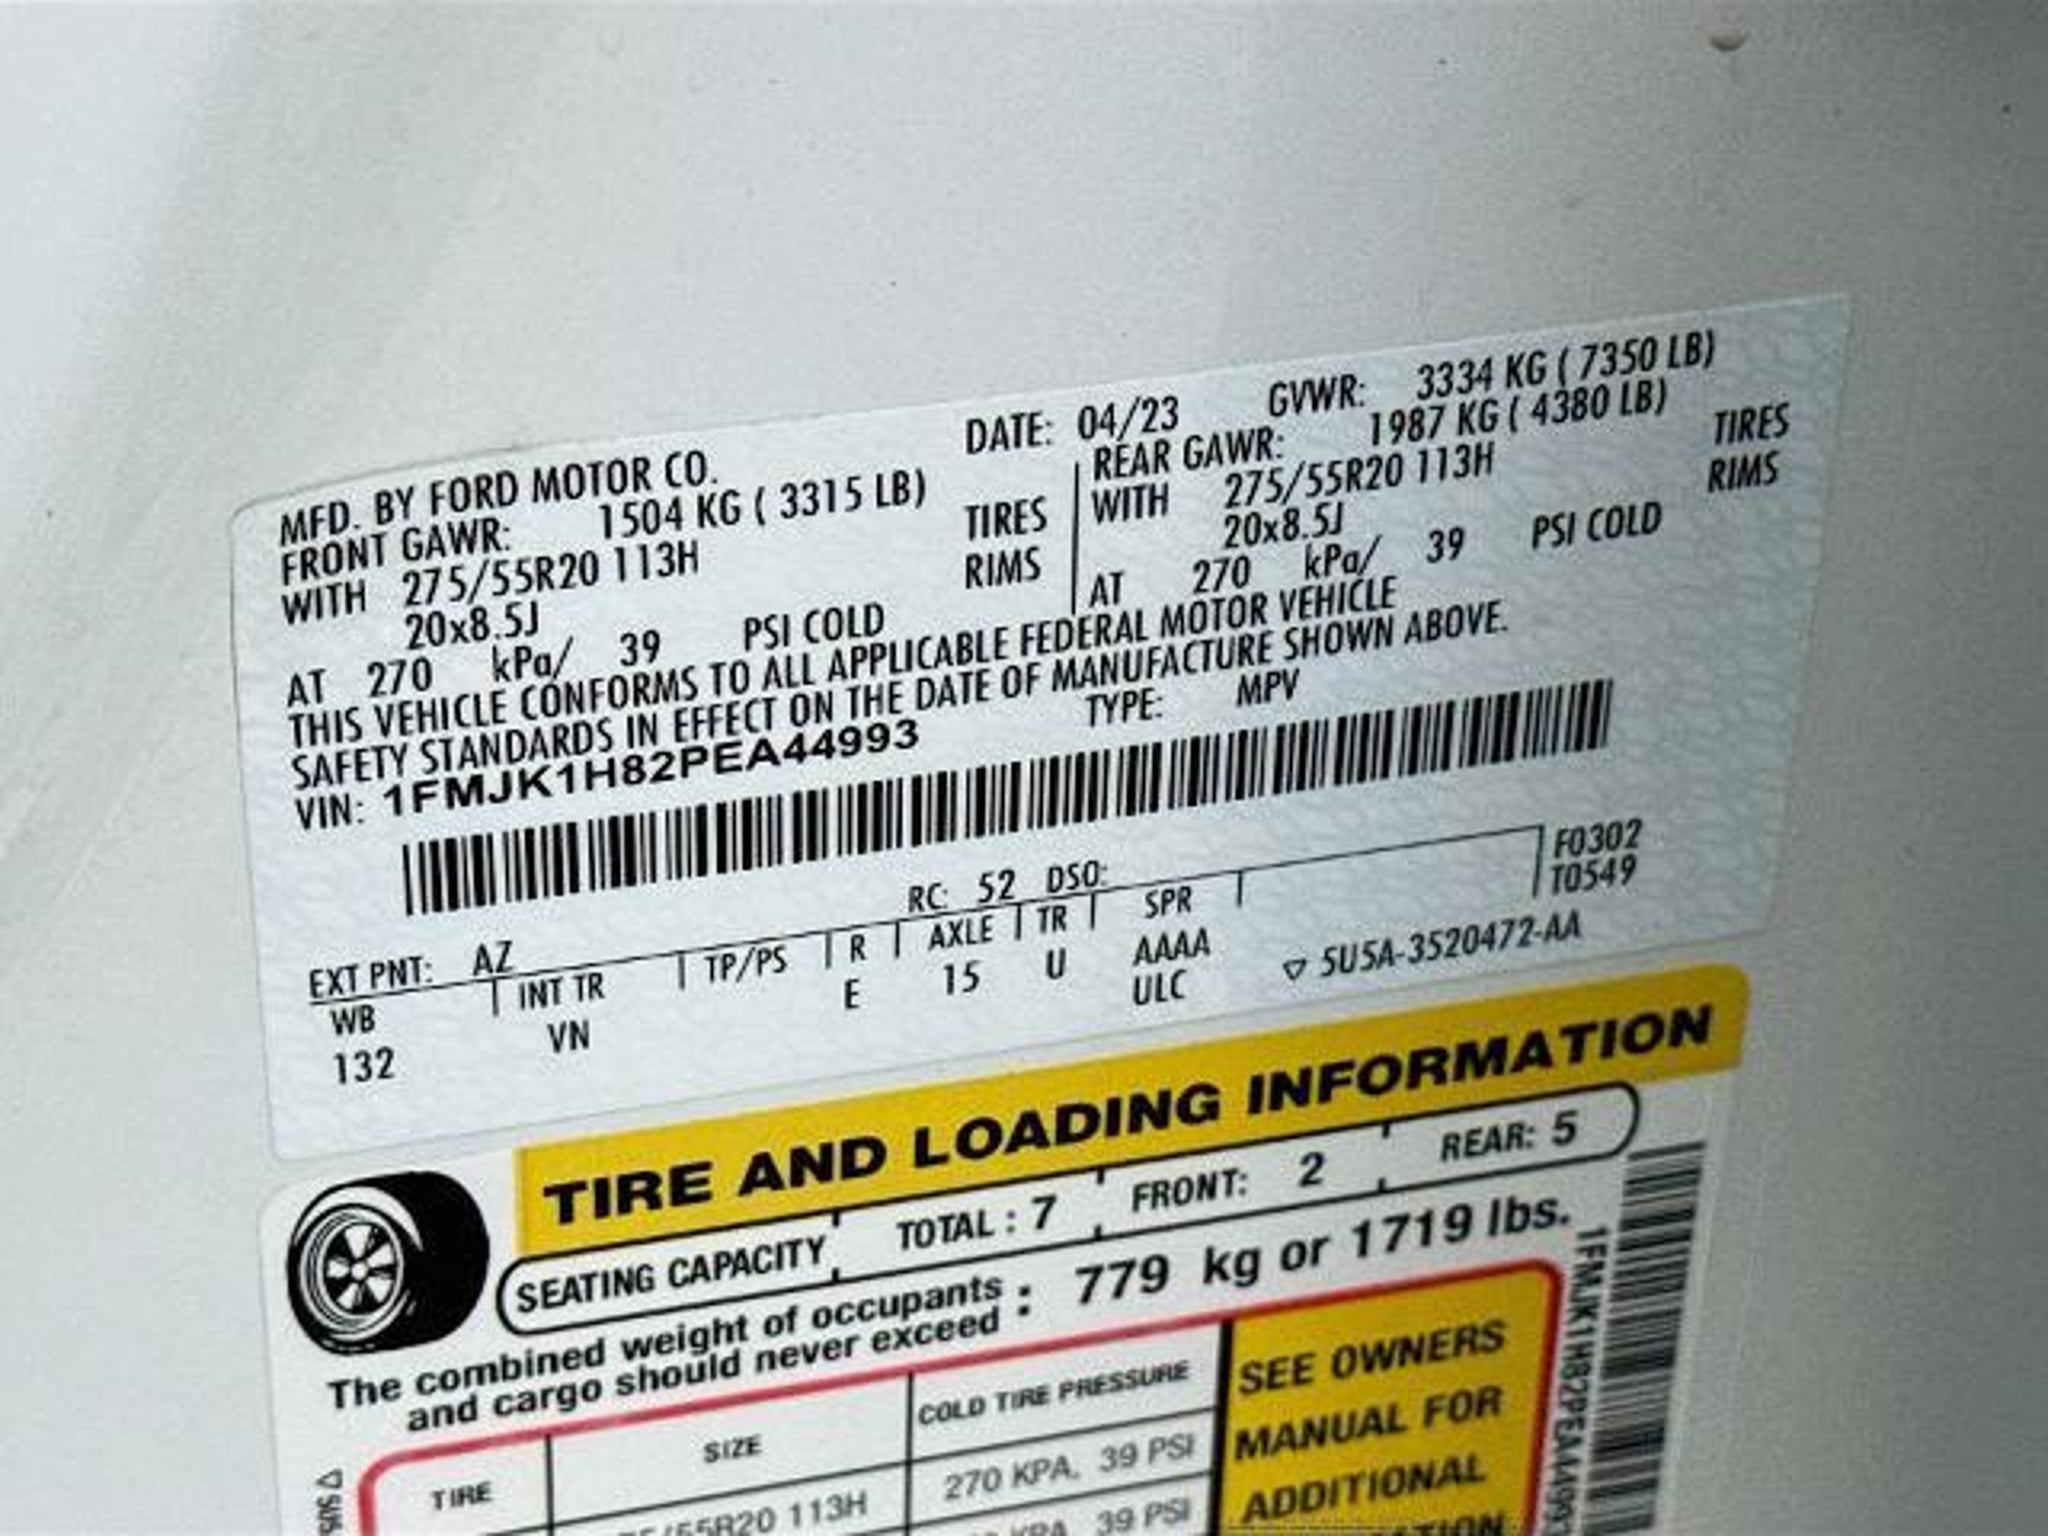 MFD. BY FORD MOTOR CO. DATE: 04/23 GVWR: 3334 KG ( 7350 LB)
FRONT GAWR: 1504 KG ( 3315 LB) REAR GAWR: 1987 KG ( 4380 LB)
WITH 275/55R20 113H TIRES WITH 275/55R20 113H TIRES
20x8.5J RIMS 20x8.5J RIMS
AT 270 kPa/ 39 PSI COLD AT 270 kPa/ 39 PSI COLD
THIS VEHICLE CONFORMS TO ALL APPLICABLE FEDERAL MOTOR VEHICLE
SAFETY STANDARDS IN EFFECT ON THE DATE OF MANUFACTURE SHOWN ABOVE.
VIN: 1FMJK1H82PEA44993 TYPE: MPV
F0302
T0549
EXT PNT: AZ RC: 52 DSO:
WB INT TR TP/PS R AXLE TR SPR
132 VN E 15 U AAAA
ULC
▽ 5U5A-3520472-AA
TIRE AND LOADING INFORMATION
SEATING CAPACITY TOTAL : 7 FRONT: 2 REAR: 5
The combined weight of occupants
and cargo should never exceed : 779 kg or 1719 lbs.
TIRE SIZE COLD TIRE PRESSURE
55R20 113H 270 KPA, 39 PSI
KPA 39 PSI
SEE OWNERS
MANUAL FOR
ADDITIONAL
1FMJK1H82PEA4499